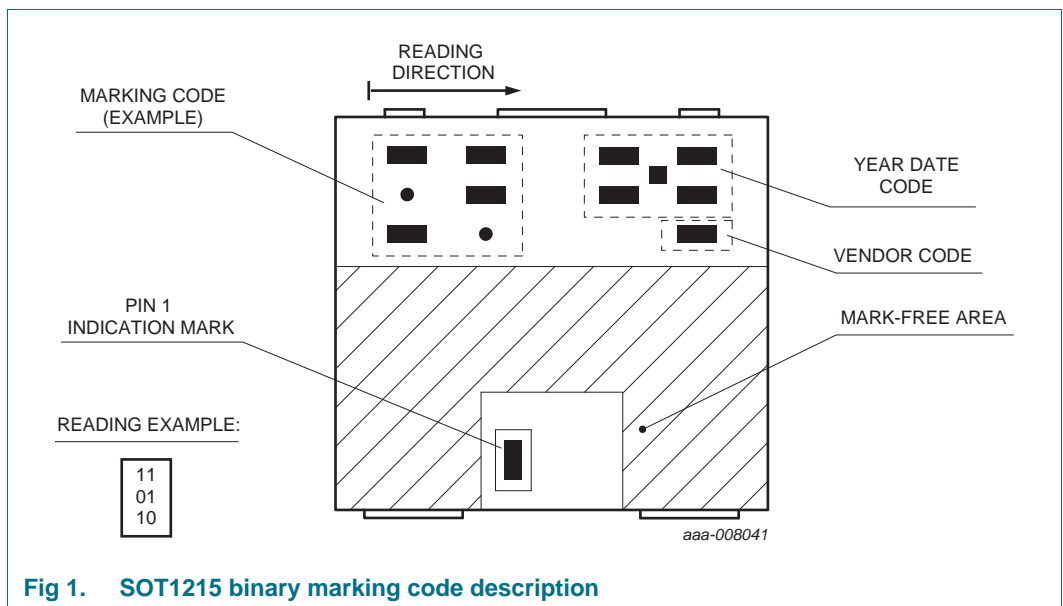 READING
DIRECTION
MARKING CODE
(EXAMPLE)
YEAR DATE
CODE
VENDOR CODE
PIN 1
INDICATION MARK
MARK-FREE AREA
READING EXAMPLE:
11
01
10
aaa-008041
Fig 1. SOT1215 binary marking code description